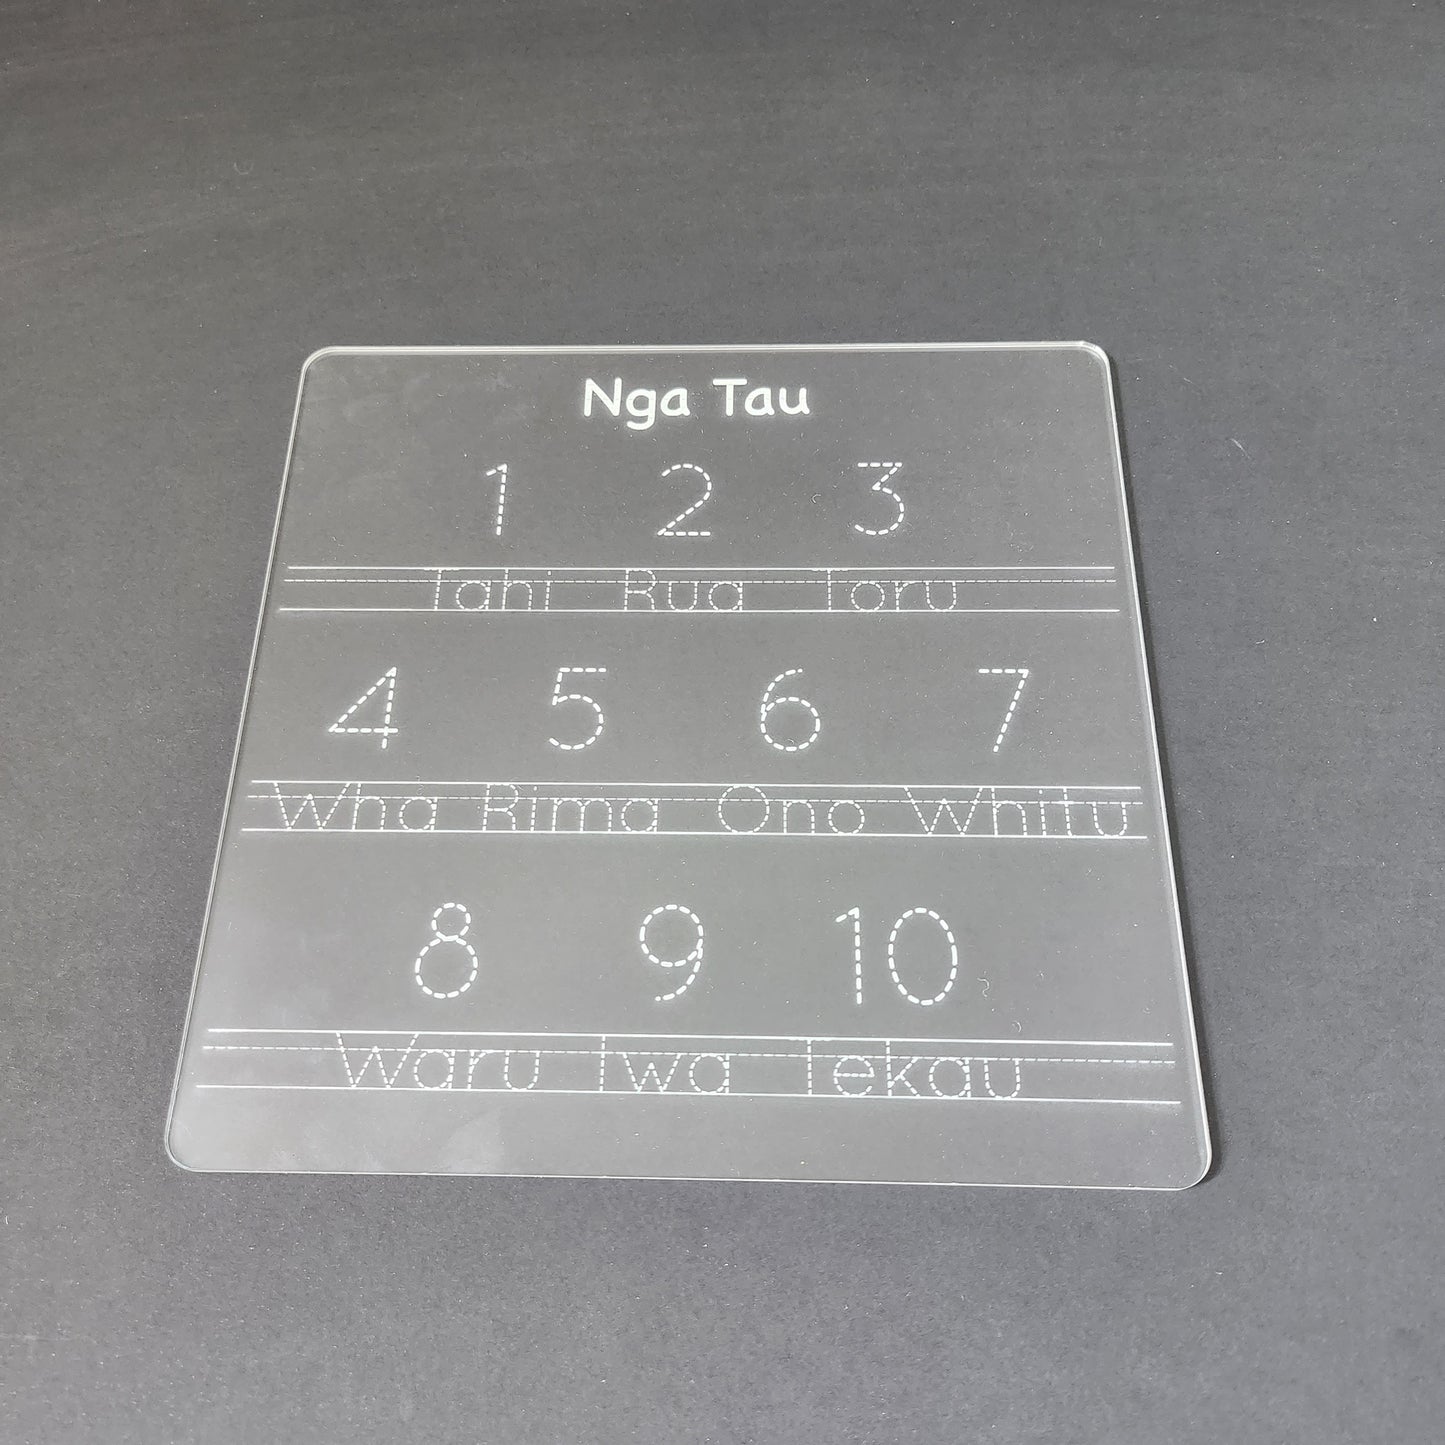 Nga Tau
1 2 3
Tahi Rua Toru
4 5 6 7
Wha Rima Ono Whitu
8 9 10
Waru Iwa Tekau